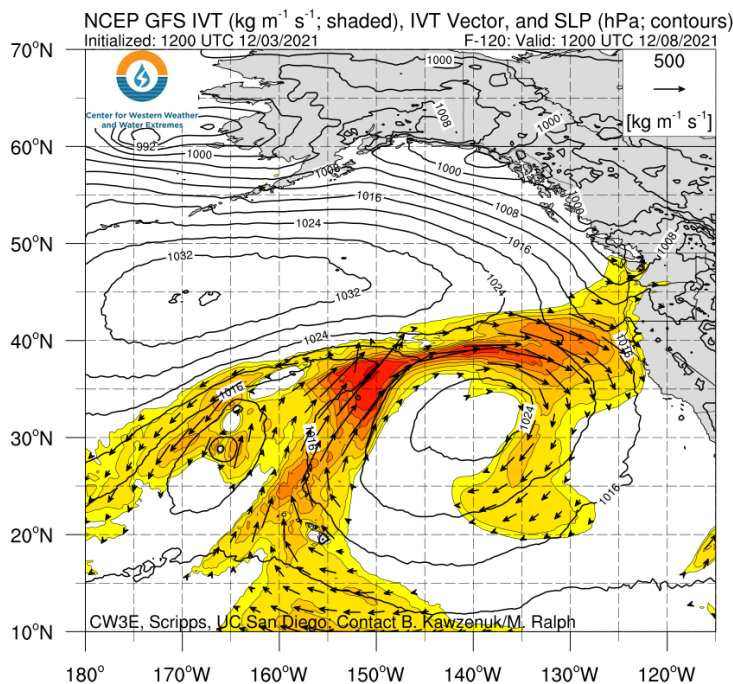 NCEP GFS IVT (kg m⁻¹ s⁻¹; shaded), IVT Vector, and SLP (hPa; contours)
Initialized: 1200 UTC 12/03/2021 F-120: Valid: 1200 UTC 12/08/2021
70°N
500
[kg m⁻¹ s⁻¹]
Center for Western Weather
and Water Extremes
1000
1008
1000
992
1000
60°N
1008
1000
1016
1008
1000
1024
1016
1008
50°N
1032
1032
1024
1024
40°N
1016
1016
1024
30°N
1016
1016
20°N
CW3E, Scripps, UC San Diego; Contact B. Kawzenuk/M. Ralph
10°N
180° 170°W 160°W 150°W 140°W 130°W 120°W